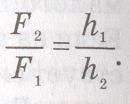 F₂/F₁ = h₁/h₂.